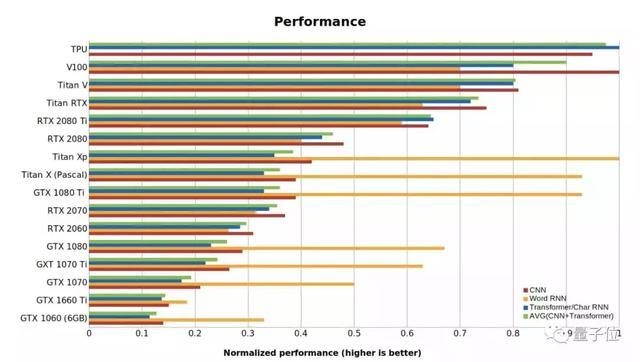 Performance
TPU
V100
Titan V
Titan RTX
RTX 2080 Ti
RTX 2080
Titan Xp
Titan X (Pascal)
GTX 1080 Ti
RTX 2070
RTX 2060
GTX 1080
GXT 1070 Ti
GTX 1070
GTX 1660 Ti
GTX 1060 (6GB)
0 0.1 0.2 0.3 0.4 0.5 0.6 0.7 0.8 0.9 1
CNN
Word RNN
Transformer/Char RNN
AVG(CNN+Transformer)
量子位
Normalized performance (higher is better)